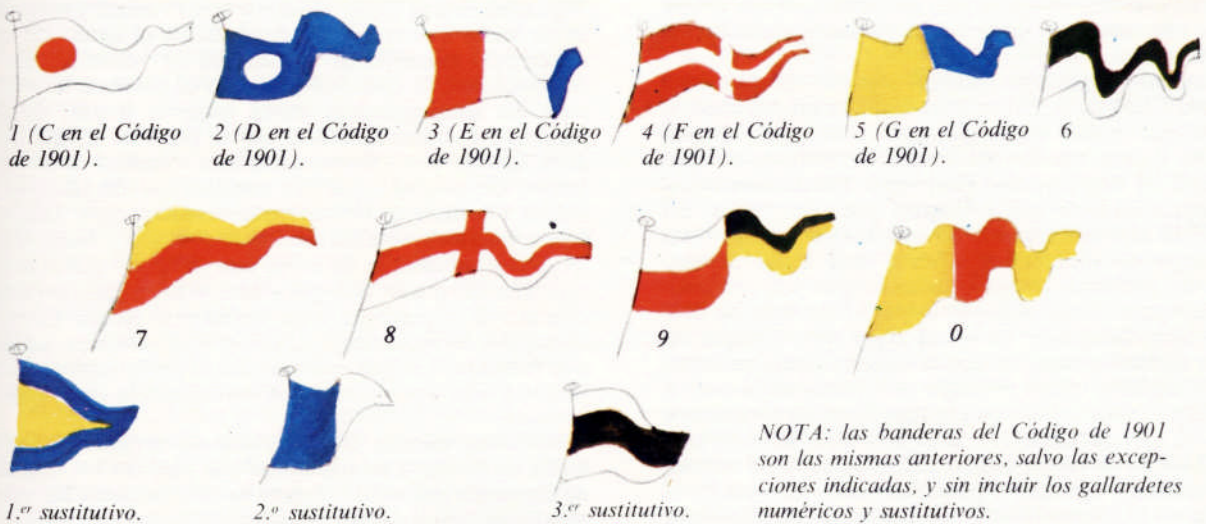 1 (C en el Código
de 1901).
2 (D en el Código
de 1901).
3 (E en el Código
de 1901).
4 (F en el Código
de 1901).
5 (G en el Código
de 1901).
6
7
8
9
0
1.er sustitutivo.
2.º sustitutivo.
3.er sustitutivo.
NOTA: las banderas del Código de 1901
son las mismas anteriores, salvo las excep-
ciones indicadas, y sin incluir los gallardetes
numéricos y sustitutivos.